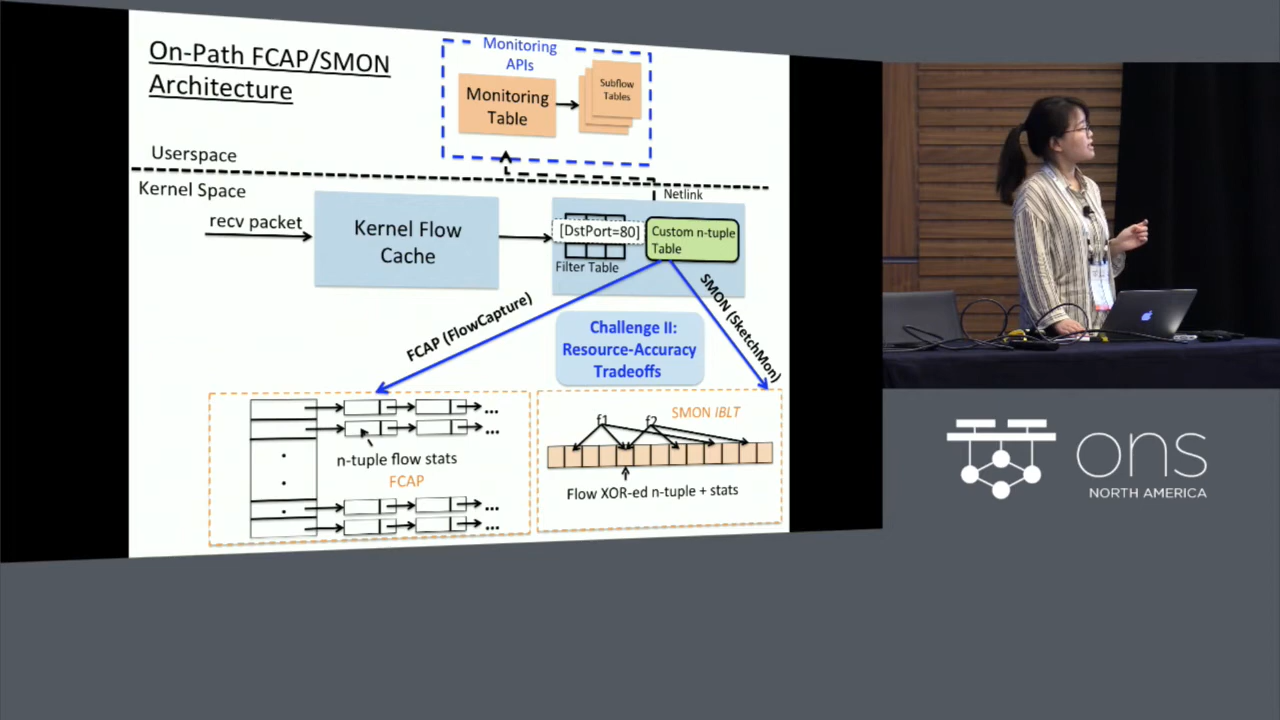 On-Path FCAP/SMON
Architecture
Monitoring
APIs
Monitoring
Table
Subflow
Tables
Userspace
Kernel Space
Netlink
recv packet
Kernel Flow
Cache
[DstPort=80]
Filter Table
Custom n-tuple
Table
FCAP (FlowCapture)
SMON (SketchMon)
Challenge II:
Resource-Accuracy
Tradeoffs
...
...
n-tuple flow stats
FCAP
...
...
f1
f2
SMON IBLT
Flow XOR-ed n-tuple + stats
ons
NORTH AMERICA